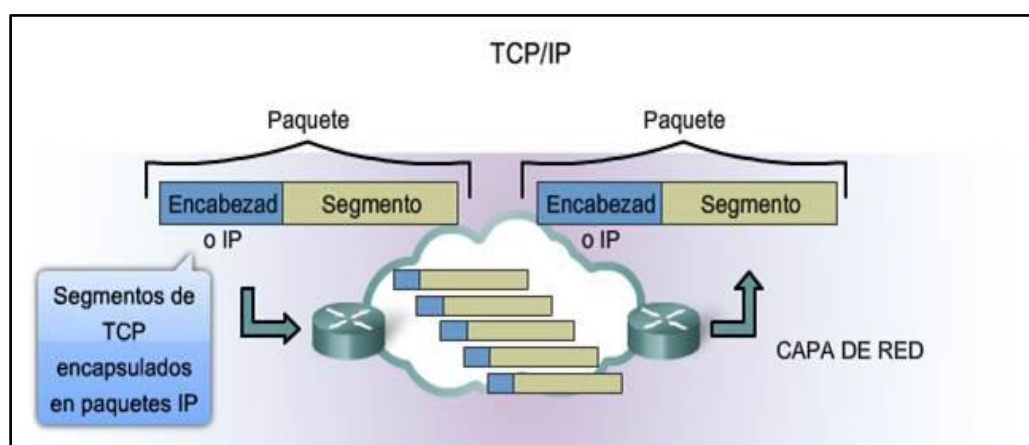 TCP/IP
Paquete
Paquete
Encabezad
o IP
Segmento
Encabezad
o IP
Segmento
Segmentos de
TCP
encapsulados
en paquetes IP
CAPA DE RED